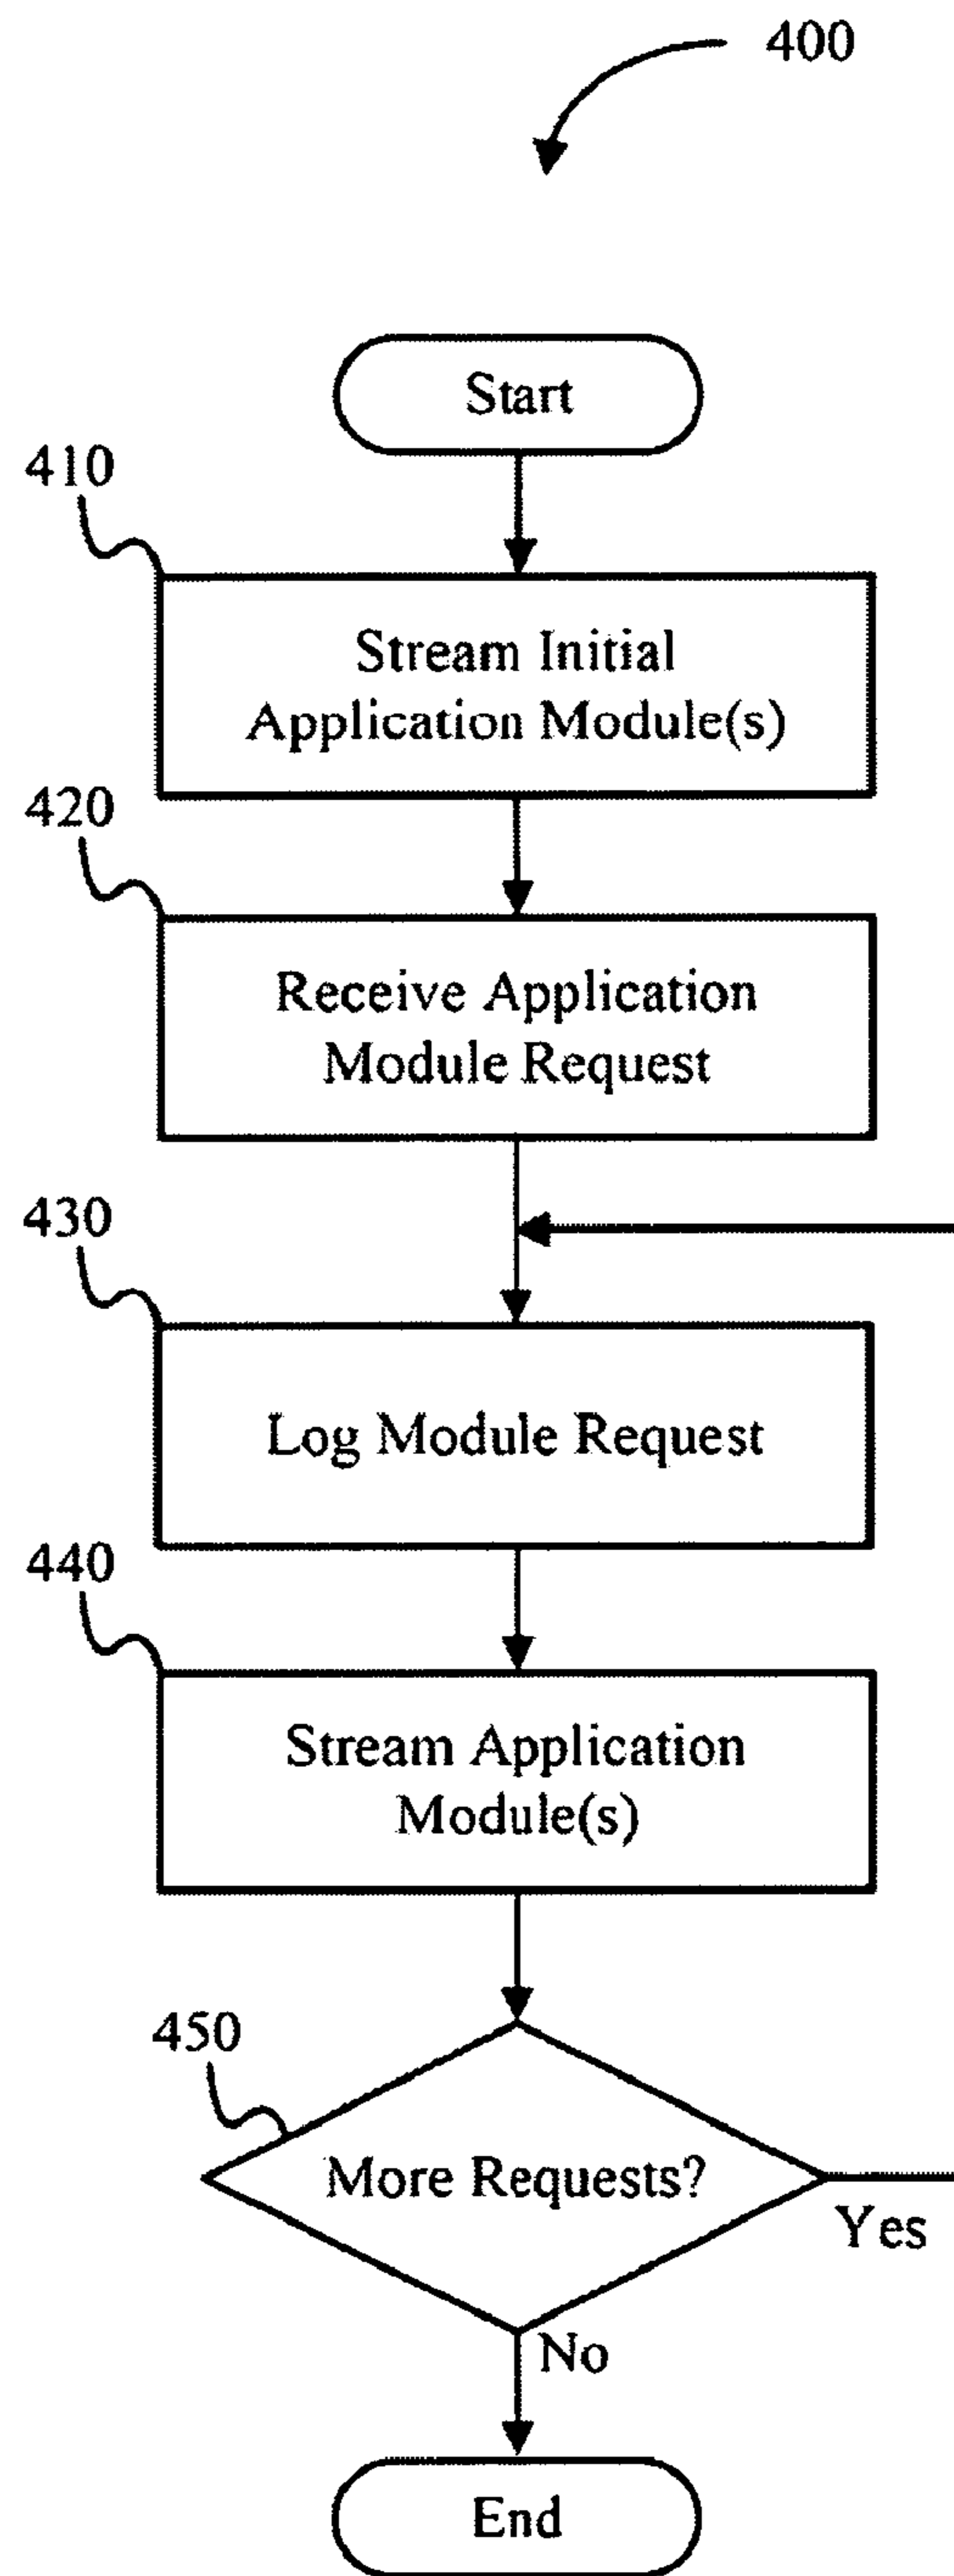 400
Start
410
Stream Initial
Application Module(s)
420
Receive Application
Module Request
430
Log Module Request
440
Stream Application
Module(s)
450
More Requests?
Yes
No
End